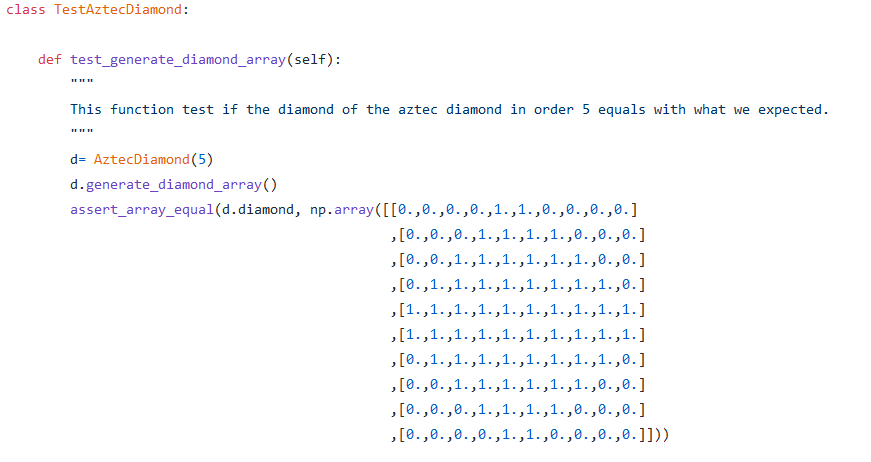 class TestAztecDiamond:
def test_generate_diamond_array(self):
"""
This function test if the diamond of the aztec diamond in order 5 equals with what we expected.
"""
d= AztecDiamond(5)
d.generate_diamond_array()
assert_array_equal(d.diamond, np.array([[0.,0.,0.,0.,1.,1.,0.,0.,0.,0.]
,[0.,0.,0.,1.,1.,1.,1.,0.,0.,0.]
,[0.,0.,1.,1.,1.,1.,1.,1.,0.,0.]
,[0.,1.,1.,1.,1.,1.,1.,1.,1.,0.]
,[1.,1.,1.,1.,1.,1.,1.,1.,1.,1.]
,[1.,1.,1.,1.,1.,1.,1.,1.,1.,1.]
,[0.,1.,1.,1.,1.,1.,1.,1.,1.,0.]
,[0.,0.,1.,1.,1.,1.,1.,1.,0.,0.]
,[0.,0.,0.,1.,1.,1.,1.,0.,0.,0.]
,[0.,0.,0.,0.,1.,1.,0.,0.,0.,0.]]))